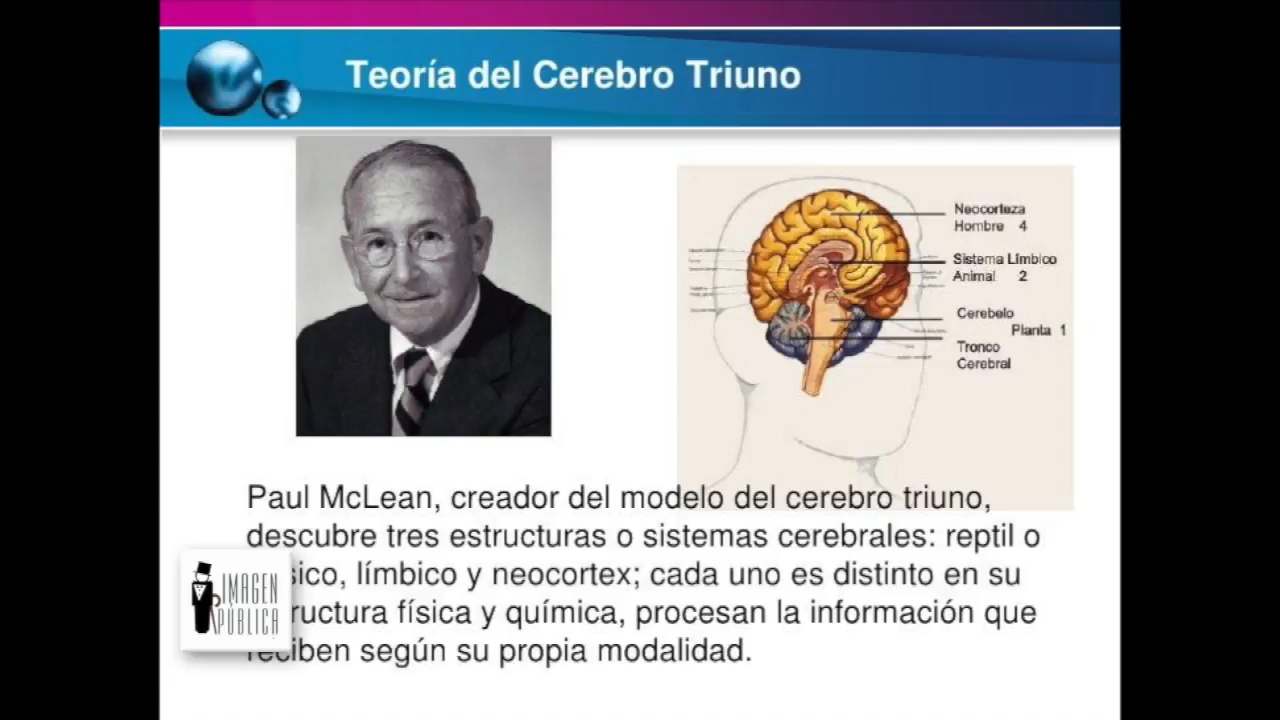 Teoría del Cerebro Triuno
Neocorteza
Hombre 4
Sistema Límbico
Animal 2
Cerebelo
Planta 1
Tronco
Cerebral
Paul McLean, creador del modelo del cerebro triuno,
descubre tres estructuras o sistemas cerebrales: reptil o
límbico y neocortex; cada uno es distinto en su
física y química, procesan la información que
reciben según su propia modalidad.
IMAGEN
PÚBLICA